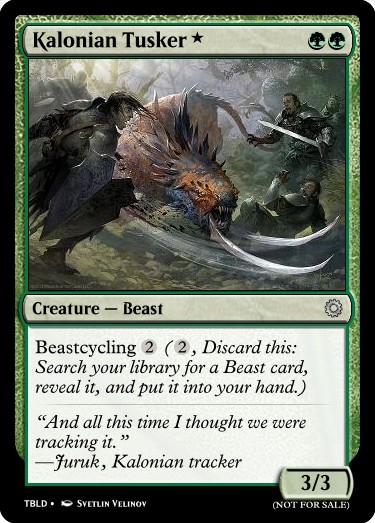 Kalonian Tusker ★
Creature — Beast
Beastcycling 2 (2, Discard this:
Search your library for a Beast card,
reveal it, and put it into your hand.)
“And all this time I thought we were
tracking it.”
—Juruk, Kalonian tracker
3/3
TBLD • Svetlin Velinov
(NOT FOR SALE)